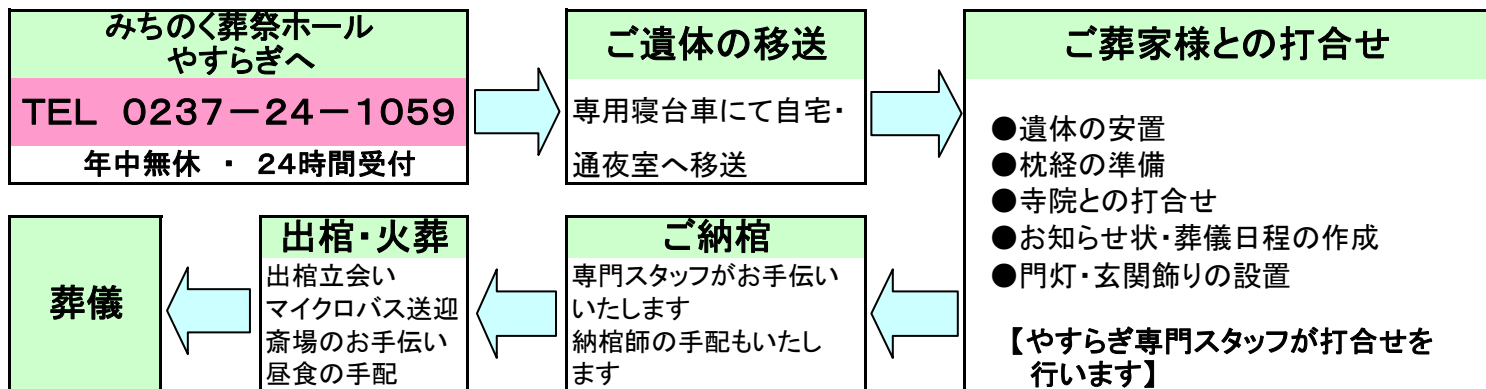 みちのく葬祭ホール
やすらぎへ
TEL 0237-24-1059
年中無休 ・ 24時間受付
ご遺体の移送
専用寝台車にて自宅・
通夜室へ移送
ご葬家様との打合せ
●遺体の安置
●枕経の準備
●寺院との打合せ
●お知らせ状・葬儀日程の作成
●門灯・玄関飾りの設置
【やすらぎ専門スタッフが打合せを
行います】
ご納棺
専門スタッフがお手伝い
いたします
納棺師の手配もいたし
ます
出棺・火葬
出棺立会い
マイクロバス送迎
斎場のお手伝い
昼食の手配
葬儀